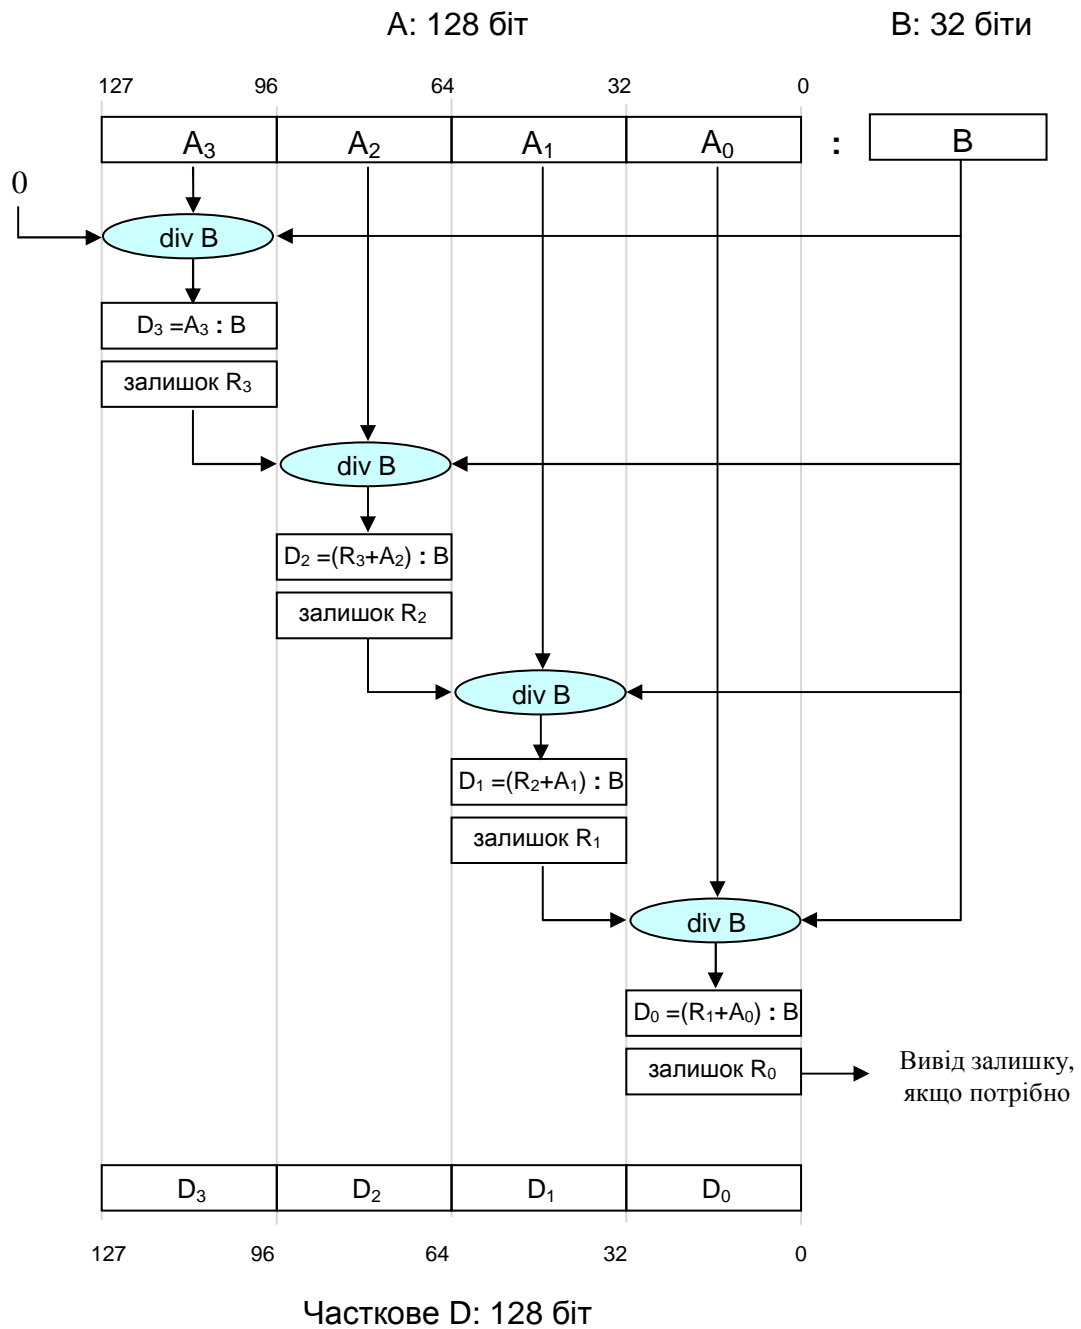 A: 128 біт B: 32 біти
127 96 64 32 0
A₃ A₂ A₁ A₀ : B
0
div B
D₃ =A₃ : B
залишок R₃
div B
D₂ =(R₃+A₂) : B
залишок R₂
div B
D₁ =(R₂+A₁) : B
залишок R₁
div B
D₀ =(R₁+A₀) : B
залишок R₀
Вивід залишку,
якщо потрібно
D₃ D₂ D₁ D₀
127 96 64 32 0
Часткове D: 128 біт